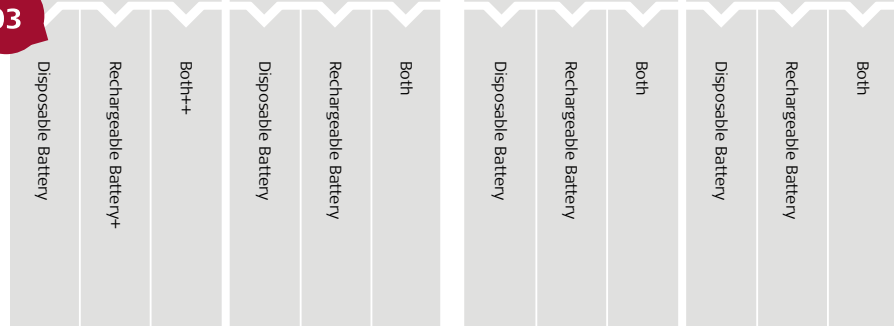 03
Disposable Battery
Rechargeable Battery+
Both++
Disposable Battery
Rechargeable Battery
Both
Disposable Battery
Rechargeable Battery
Both
Disposable Battery
Rechargeable Battery
Both